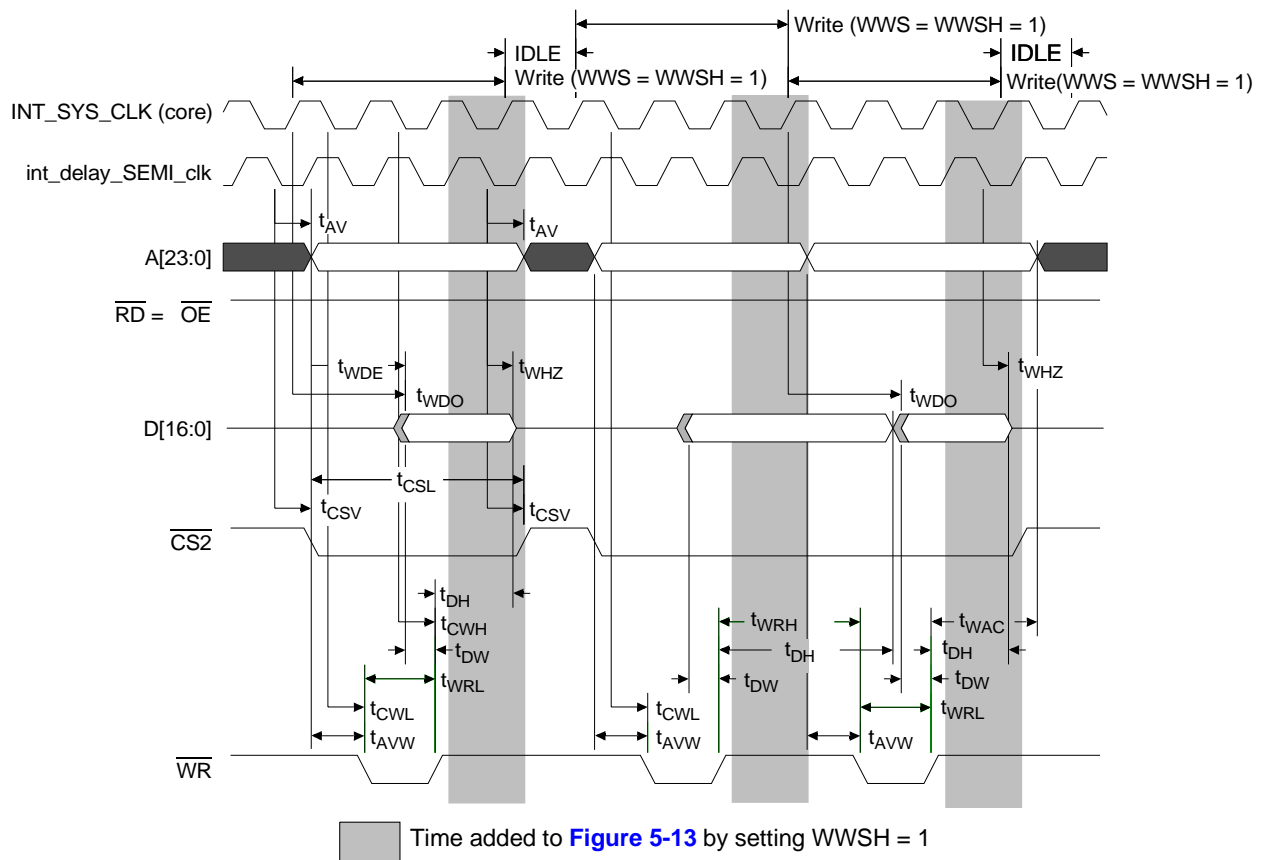 Write (WWS = WWSH = 1)
IDLE
IDLE
Write (WWS = WWSH = 1)
Write(WWS = WWSH = 1)
INT_SYS_CLK (core)
int_delay_SEMI_clk
tAV
tAV
A[23:0]
RD = OE
tWDE
tWHZ
tWHZ
tWDO
tWDO
D[16:0]
tCSL
tCSV
tCSV
CS2
tDH
tCWH
tWRH
tWAC
tDW
tDH
tDH
tWRL
tDW
tDW
tCWL
tCWL
tWRL
tAVW
tAVW
tAVW
WR
Time added to Figure 5-13 by setting WWSH = 1